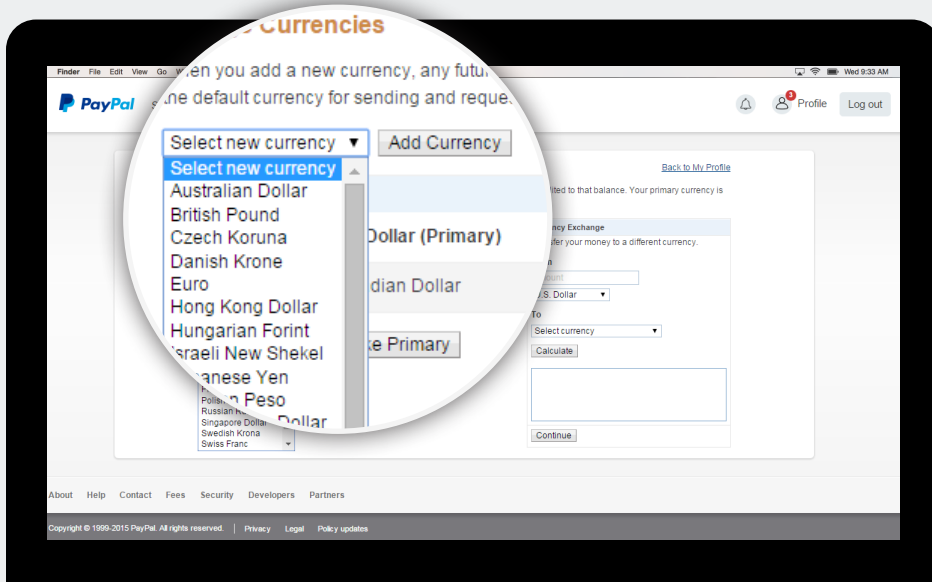 Currencies
When you add a new currency, any futu
the default currency for sending and reque
Finder File Edit View Go
Wed 9:33 AM
PayPal
3
Profile
Log out
Select new currency
Add Currency
Select new currency
Australian Dollar
British Pound
Czech Koruna
Danish Krone
Euro
Hong Kong Dollar
Hungarian Forint
Israeli New Shekel
anese Yen
n Peso
Dollar
Dollar (Primary)
dian Dollar
ke Primary
Back to My Profile
ited to that balance. Your primary currency is
ncy Exchange
fer your money to a different currency.
U.S. Dollar
To
Select currency
Calculate
Continue
Singapore Dollar
Swedish Krona
Swiss Franc
About Help Contact Fees Security Developers Partners
Copyright © 1999-2015 PayPal. All rights reserved. | Privacy Legal Policy updates